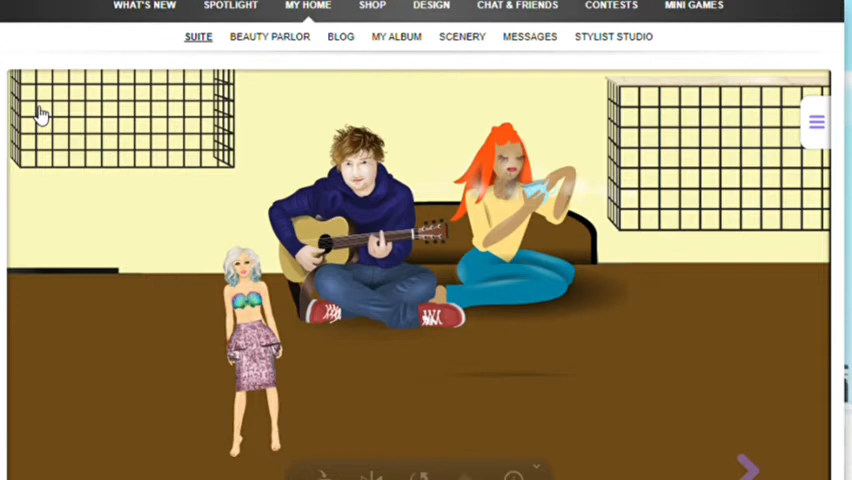 WHAT'S NEW SPOTLIGHT MY HOME SHOP DESIGN CHAT & FRIENDS CONTESTS MINI GAMES
SUITE BEAUTY PARLOR BLOG MY ALBUM SCENERY MESSAGES STYLIST STUDIO